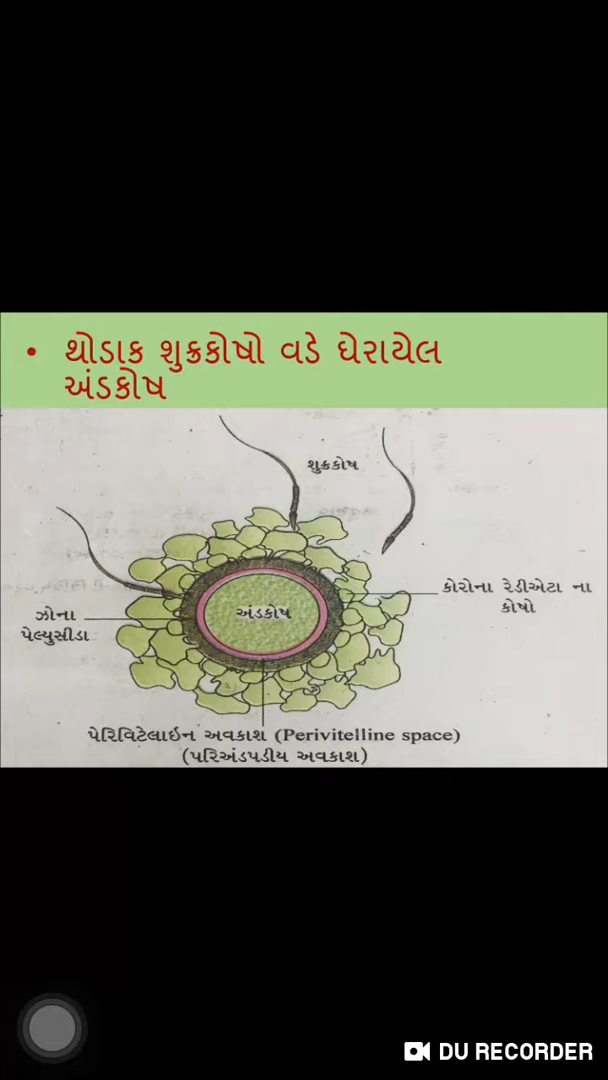 • થોડાક શુક્રકોષો વડે ઘેરાયેલ
અંડકોષ
શુક્રકોષ
કોરોના રેડીએટા ના
કોષો
અંડકોષ
ઝોના
પેલ્યુસીડા
પેરિવિટેલાઇન અવકાશ (Perivitelline space)
(પરિઅંડપડીય અવકાશ)
DU RECORDER